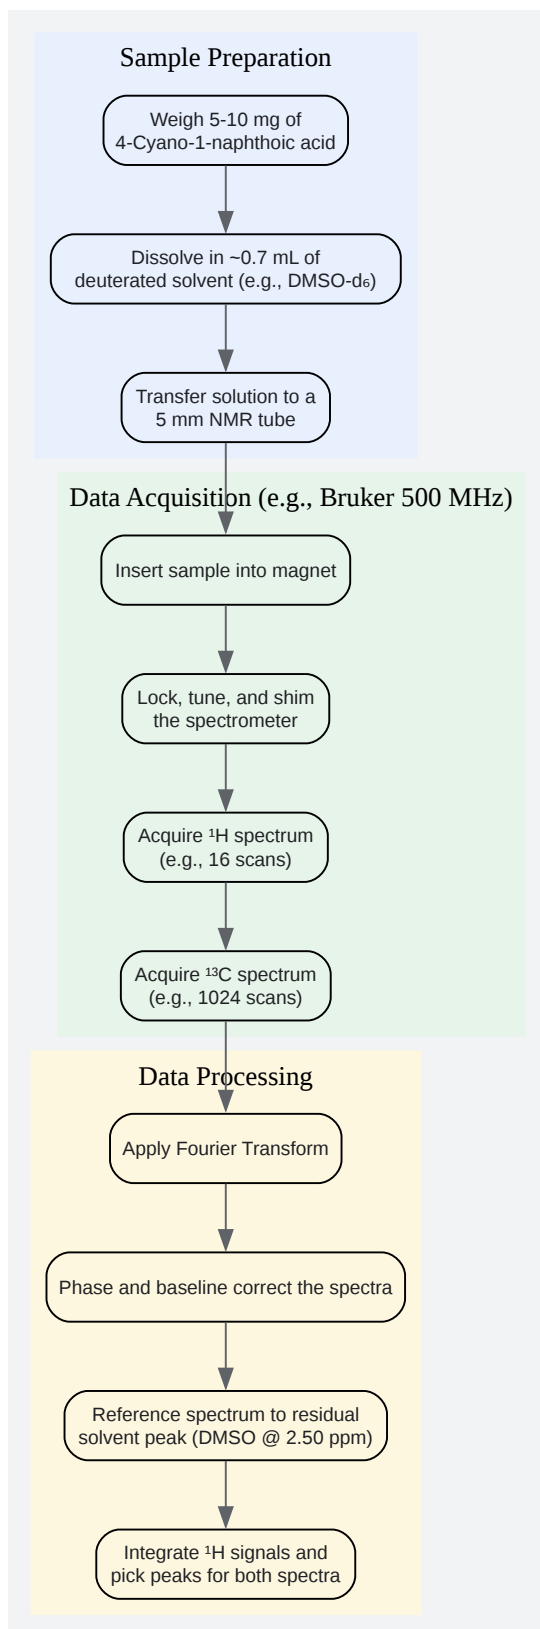 Sample Preparation
Weigh 5-10 mg of
4-Cyano-1-naphthoic acid
Dissolve in ~0.7 mL of
deuterated solvent (e.g., DMSO-d₆)
Transfer solution to a
5 mm NMR tube
Data Acquisition (e.g., Bruker 500 MHz)
Insert sample into magnet
Lock, tune, and shim
the spectrometer
Acquire ¹H spectrum
(e.g., 16 scans)
Acquire ¹³C spectrum
(e.g., 1024 scans)
Data Processing
Apply Fourier Transform
Phase and baseline correct the spectra
Reference spectrum to residual
solvent peak (DMSO @ 2.50 ppm)
Integrate ¹H signals and
pick peaks for both spectra